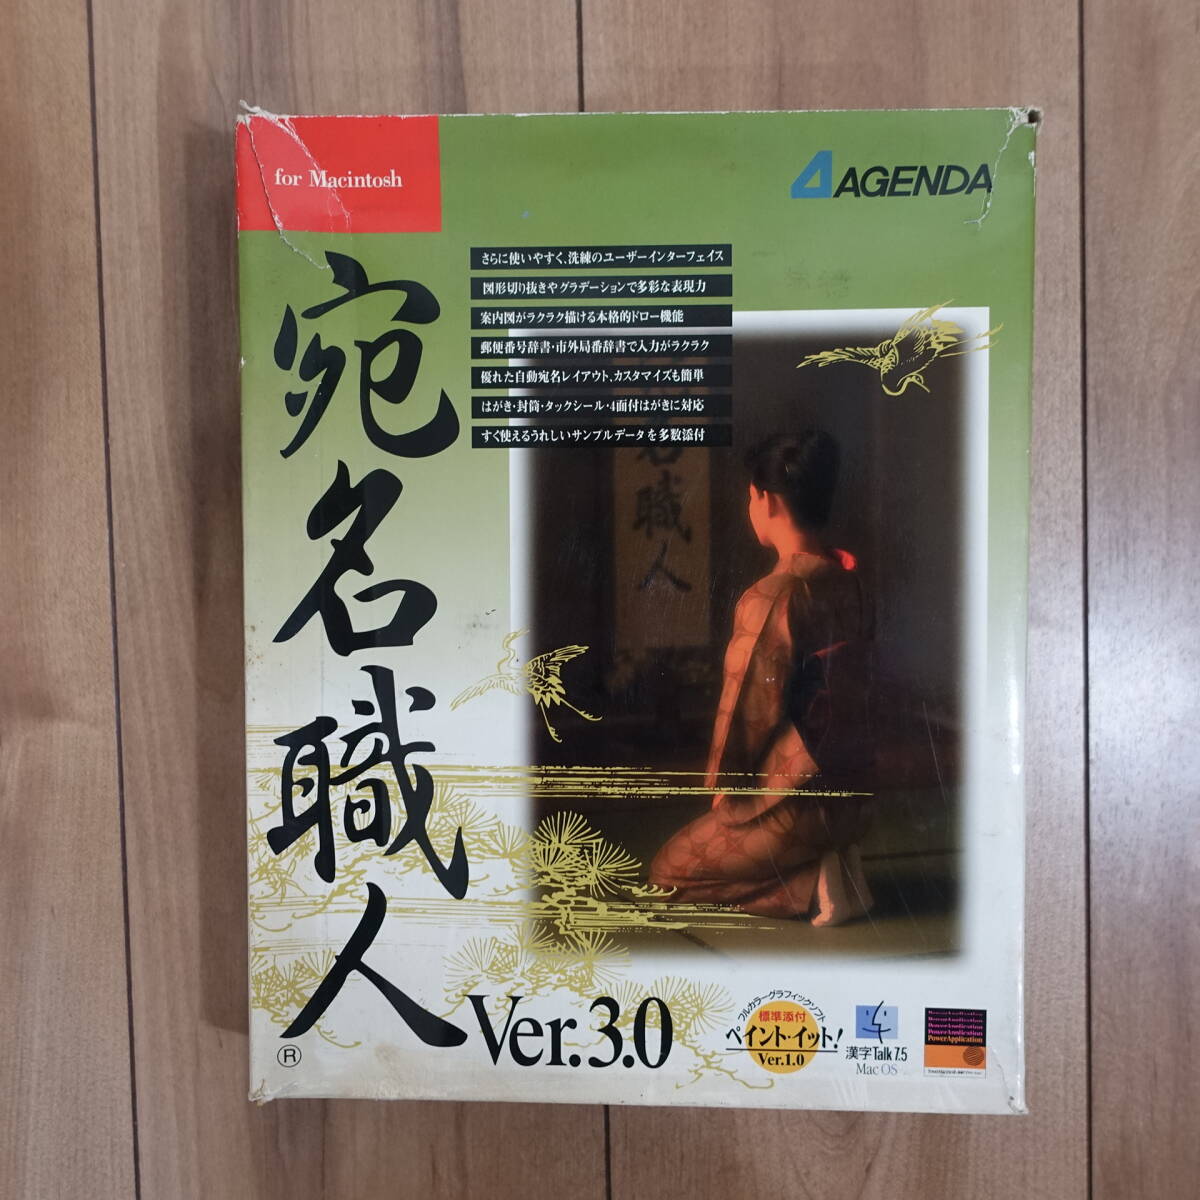 for Macintosh
AGENDA
宛名職人
®
さらに使いやすく、洗練のユーザーインターフェイス
図形切り抜きやグラデーションで多彩な表現力
案内図がラクラク描ける本格的ドロー機能
郵便番号辞書・市外局番辞書で入力がラクラク
優れた自動宛名レイアウト、カスタマイズも簡単
はがき・封筒・タックシール・4面付はがきに対応
すぐ使えるうれしいサンプルデータを多数添付
名職人
Ver.3.0
フルカラーグラフィックソフト
標準添付
ペイント・イット!
Ver.1.0
漢字Talk 7.5
Mac OS
PowerApplication
PowerApplication
PowerApplication
PowerApplication
PowerApplication